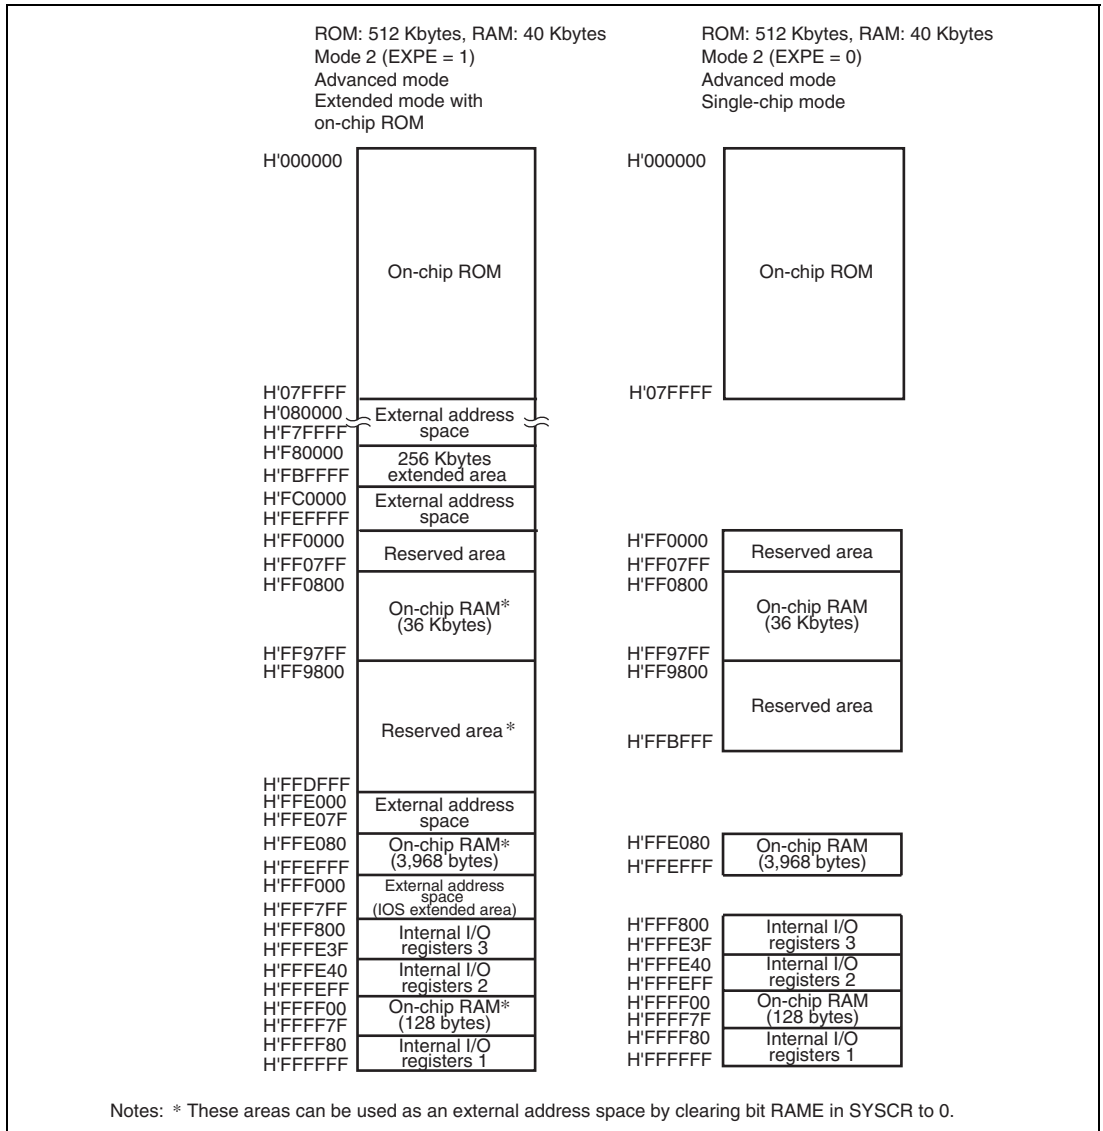 ROM: 512 Kbytes, RAM: 40 Kbytes
Mode 2 (EXPE = 1)
Advanced mode
Extended mode with
on-chip ROM
H'000000
On-chip ROM
H'07FFFF
H'080000
External address
space
H'F7FFFF
H'F80000
256 Kbytes
extended area
H'FBFFFF
H'FC0000
External address
space
H'FEFFFF
H'FF0000
Reserved area
H'FF07FF
H'FF0800
On-chip RAM*
(36 Kbytes)
H'FF97FF
H'FF9800
Reserved area*
H'FFDFFF
H'FFE000
External address
space
H'FFE07F
H'FFE080
On-chip RAM*
(3,968 bytes)
H'FFEFFF
H'FFF000
External address
space
(IOS extended area)
H'FFF7FF
H'FFF800
Internal I/O
registers 3
H'FFFE3F
H'FFFE40
Internal I/O
registers 2
H'FFFEFF
H'FFFF00
On-chip RAM*
(128 bytes)
H'FFFF7F
H'FFFF80
Internal I/O
registers 1
H'FFFFFF
ROM: 512 Kbytes, RAM: 40 Kbytes
Mode 2 (EXPE = 0)
Advanced mode
Single-chip mode
H'000000
On-chip ROM
H'07FFFF
H'FF0000
Reserved area
H'FF07FF
H'FF0800
On-chip RAM
(36 Kbytes)
H'FF97FF
H'FF9800
Reserved area
H'FFBFFF
H'FFE080
On-chip RAM
(3,968 bytes)
H'FFEFFF
H'FFF800
Internal I/O
registers 3
H'FFFE3F
H'FFFE40
Internal I/O
registers 2
H'FFFEFF
H'FFFF00
On-chip RAM
(128 bytes)
H'FFFF7F
H'FFFF80
Internal I/O
registers 1
H'FFFFFF
Notes: * These areas can be used as an external address space by clearing bit RAME in SYSCR to 0.